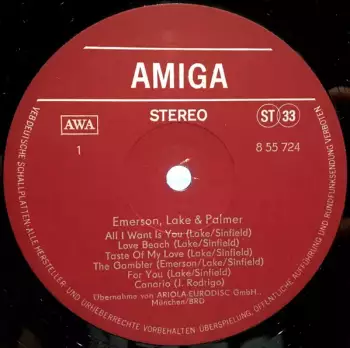 AMIGA
STEREO
AWA
ST 33
1
8 55 724
Emerson, Lake & Palmer
All I Want Is You (Lake/Sinfield)
Love Beach (Lake/Sinfield)
Taste Of My Love (Lake/Sinfield)
The Gambler (Emerson/Lake/Sinfield)
For You (Lake/Sinfield)
Canario (J. Rodrigo)
Übernahme von ARIOLA-EURODISC GmbH.,
München/BRD
VEB DEUTSCHE SCHALLPLATTEN · ALLE HERSTELLER- UND URHEBERRECHTE VORBEHALTEN · ÜBERSPIELUNG, ÖFFENTLICHE AUFFÜHRUNG UND RUNDFUNKSENDUNG VERBOTEN